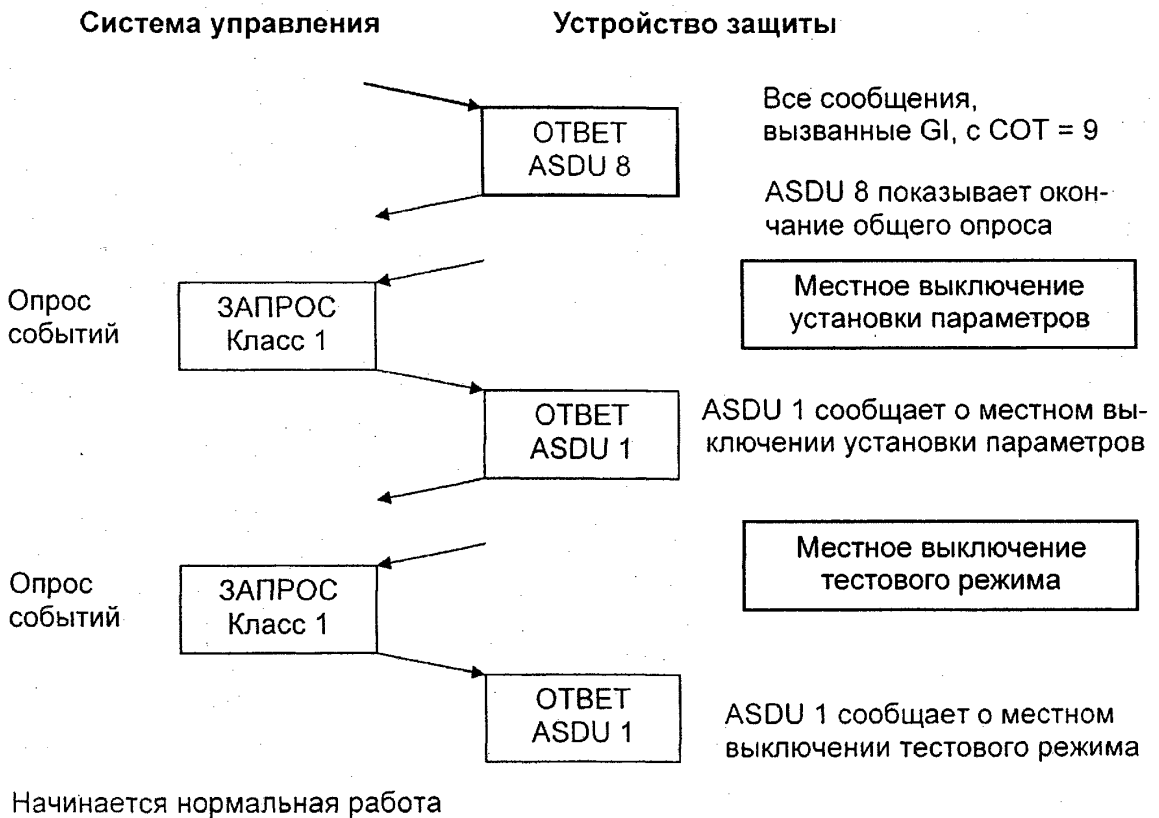 Система управления
Устройство защиты
ОТВЕТ
ASDU 8
Все сообщения,
вызванные GI, с COT = 9
ASDU 8 показывает окон-
чание общего опроса
Опрос
событий
ЗАПРОС
Класс 1
Местное выключение
установки параметров
ОТВЕТ
ASDU 1
ASDU 1 сообщает о местном вы-
ключении установки параметров
Опрос
событий
ЗАПРОС
Класс 1
Местное выключение
тестового режима
ОТВЕТ
ASDU 1
ASDU 1 сообщает о местном
выключении тестового режима
Начинается нормальная работа